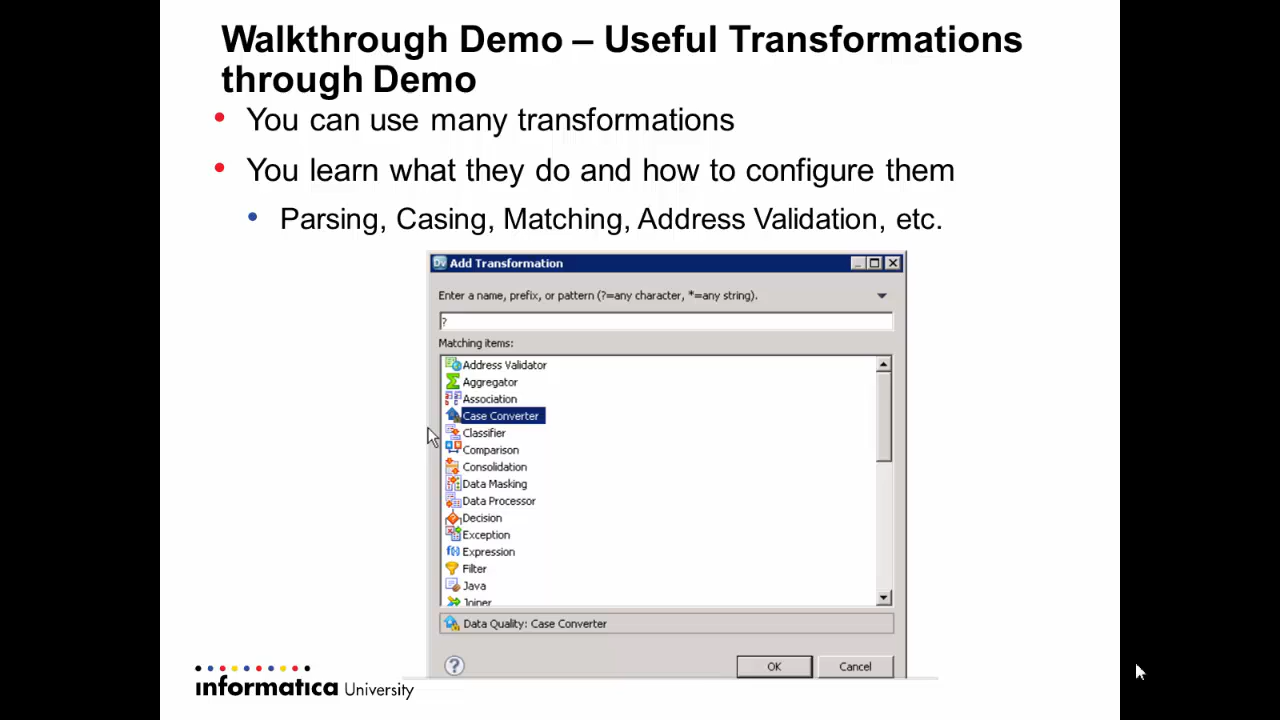 Walkthrough Demo – Useful Transformations
through Demo
• You can use many transformations
• You learn what they do and how to configure them
• Parsing, Casing, Matching, Address Validation, etc.
Dv Add Transformation
Enter a name, prefix, or pattern (?=any character, *=any string).
?
Matching items:
Address Validator
Aggregator
Association
Case Converter
Classifier
Comparison
Consolidation
Data Masking
Data Processor
Decision
Exception
f(x) Expression
Filter
Java
Joiner
Data Quality: Case Converter
?
OK Cancel
Informatica University